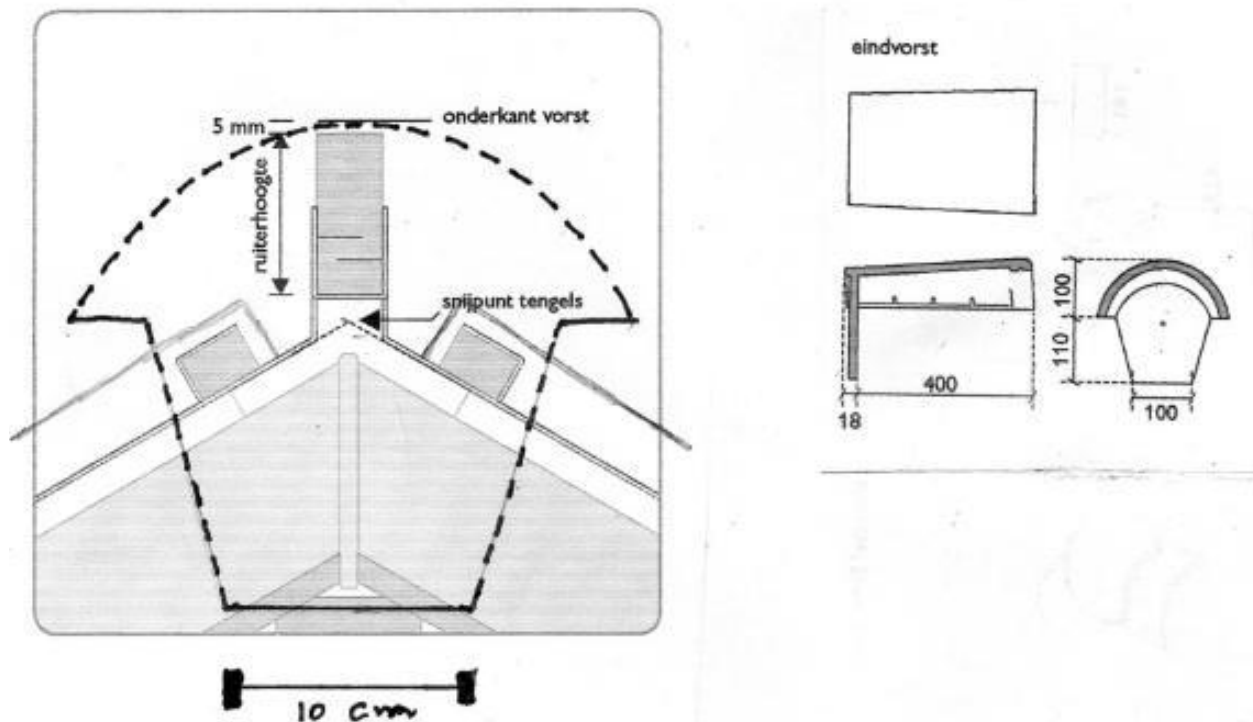 5 mm
onderkant vorst
ruiterhoogte
snijpunt tengels
10 cm
eindvorst
100
110
400
18
100